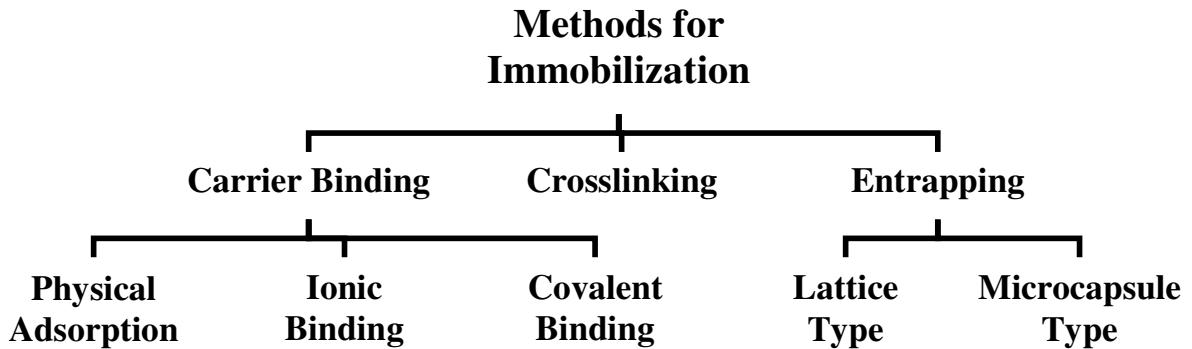 Methods for
Immobilization
Carrier Binding
Crosslinking
Entrapping
Physical
Adsorption
Ionic
Binding
Covalent
Binding
Lattice
Type
Microcapsule
Type